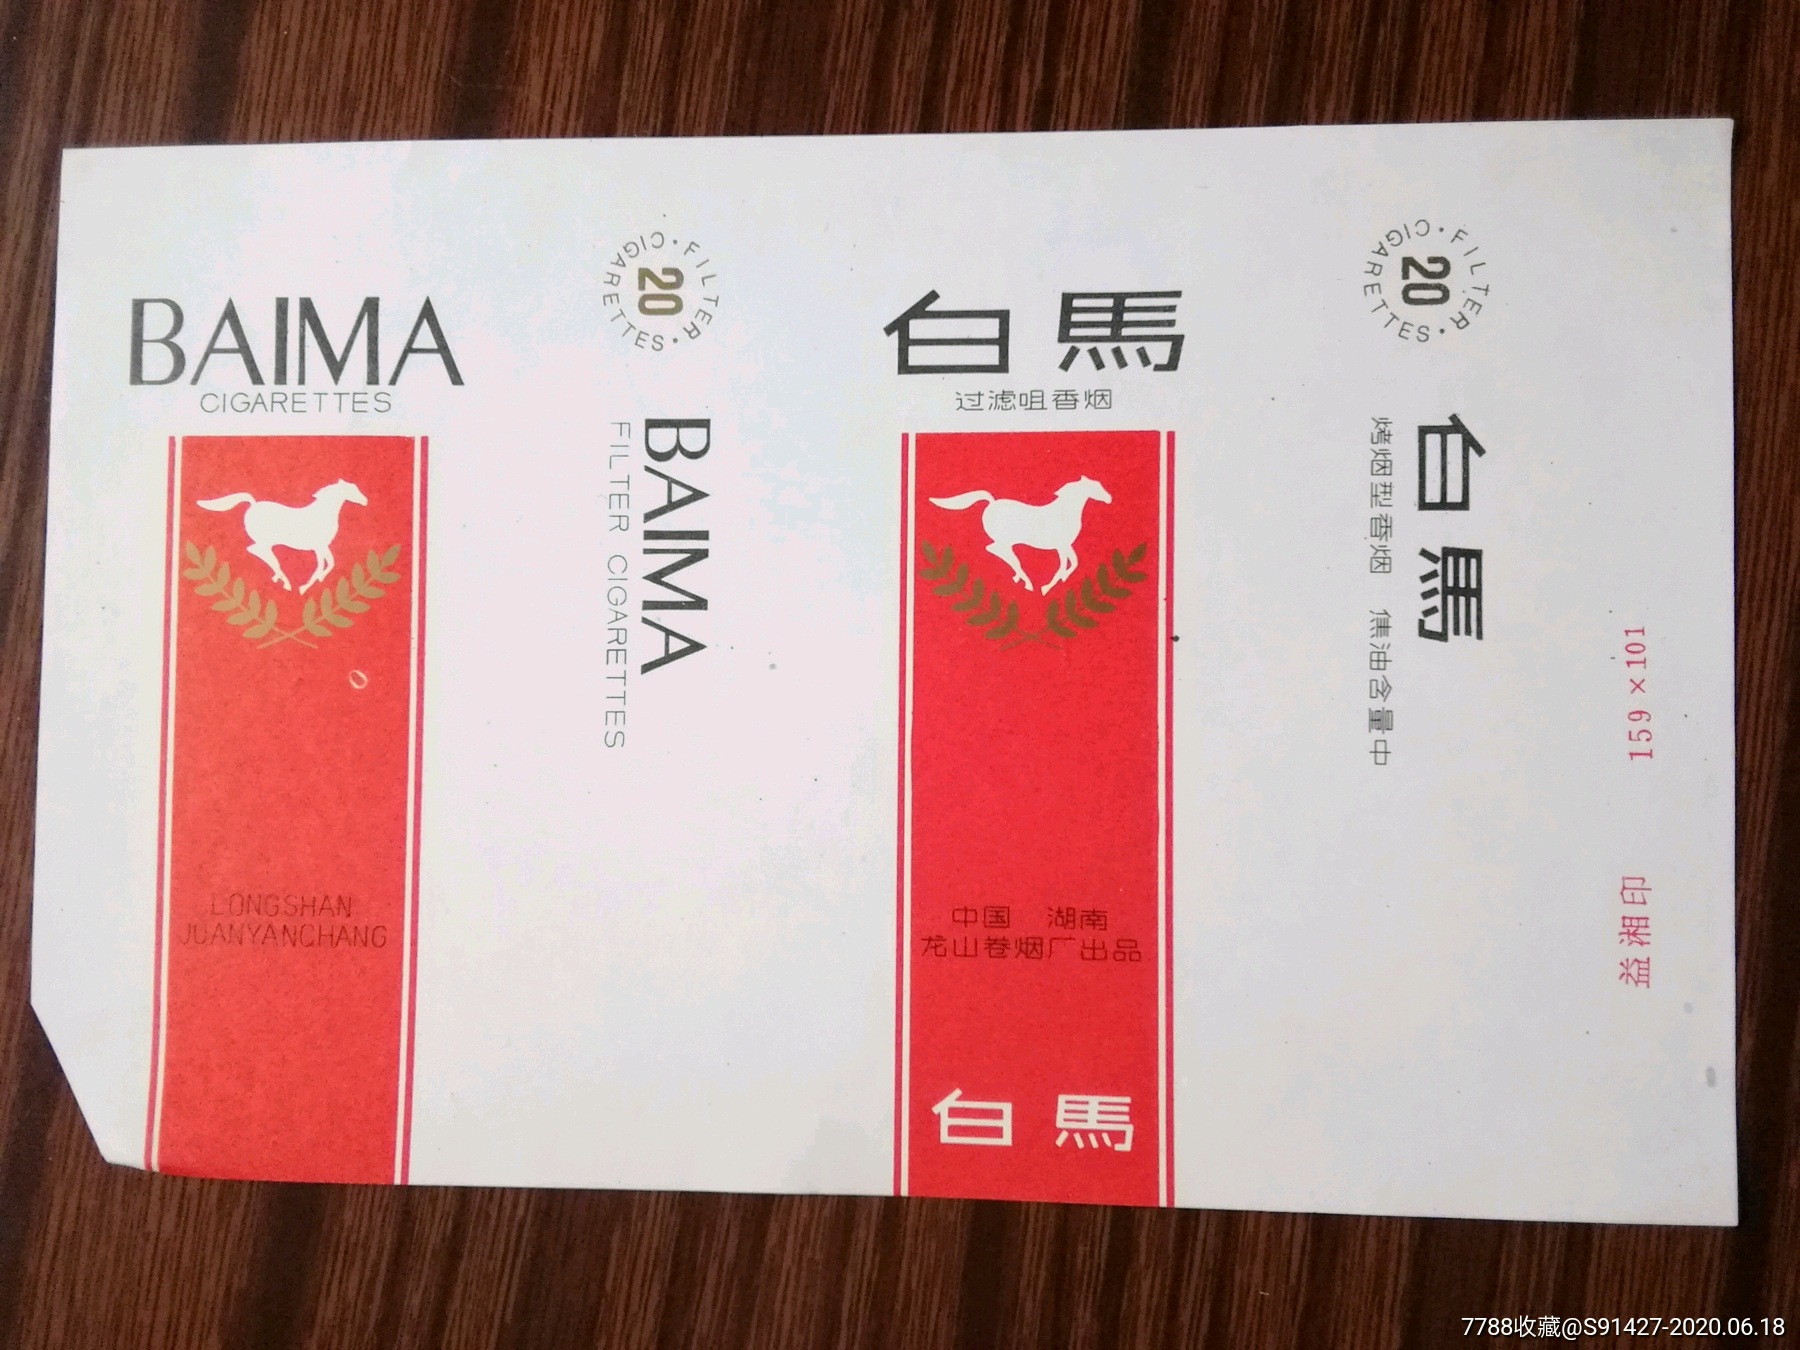 BAIMA
CIGARETTES
LONGSHAN
JUANYANCHANG
FILTER CIGARETTES
20
BAIMA
FILTER CIGARETTES
白馬
过滤咀香烟
中国 湖南
龙山卷烟厂出品
白馬
FILTER CIGARETTES
20
白馬
烤烟型香烟 焦油含量中
159×101
益湘印
7788收藏@S91427-2020.06.18